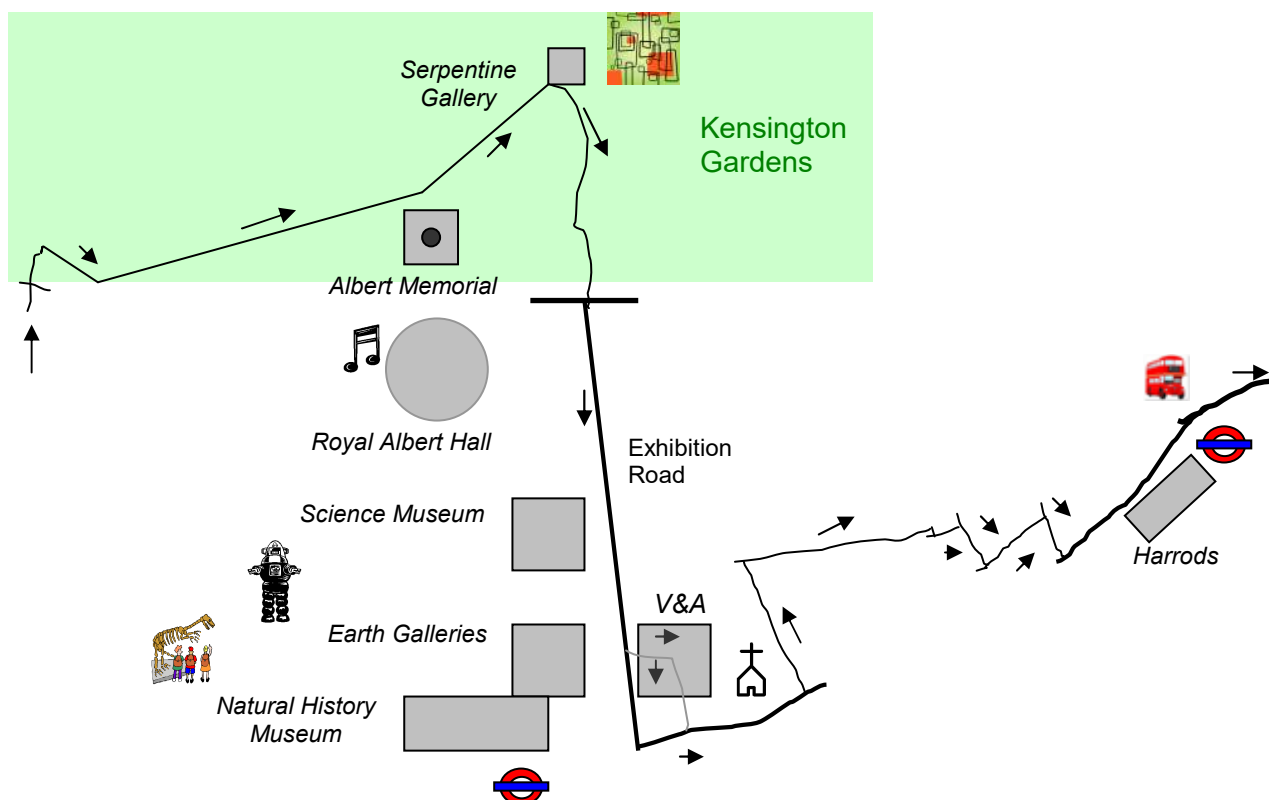 Serpentine
Gallery
Kensington
Gardens
Albert Memorial
Royal Albert Hall
Exhibition
Road
Science Museum
Harrods
V&A
Earth Galleries
Natural History
Museum